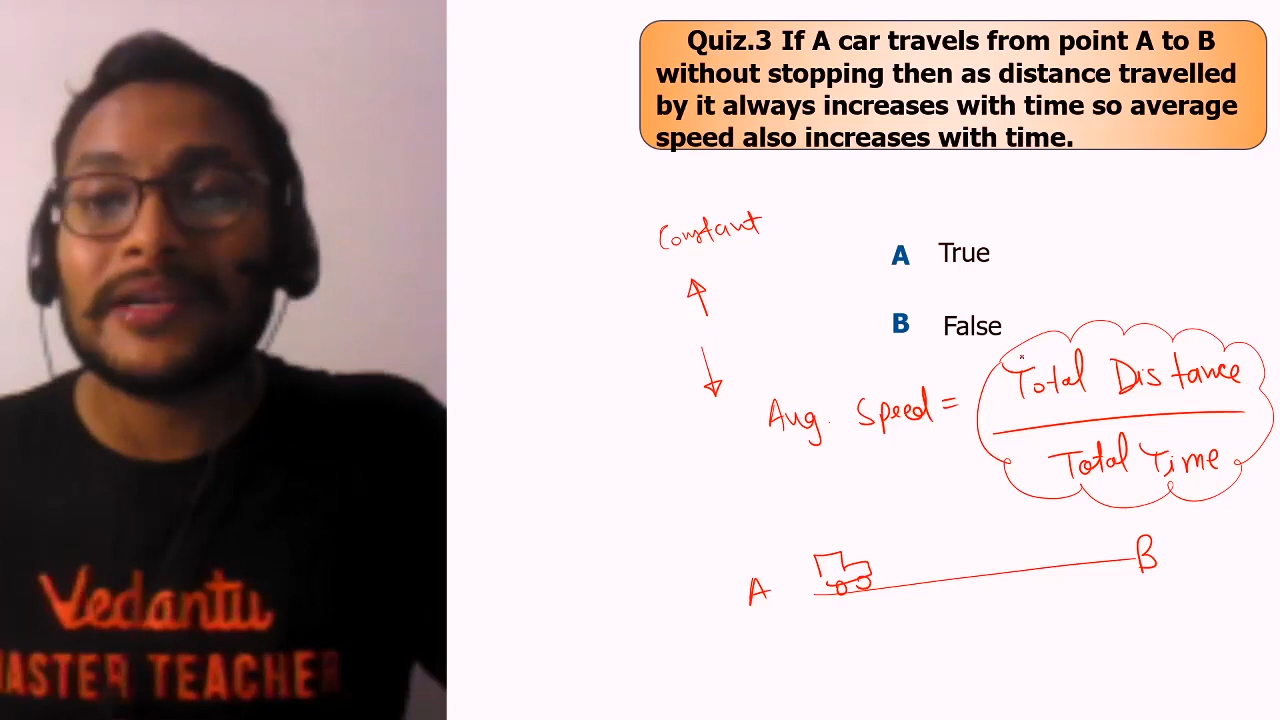 Quiz.3 If A car travels from point A to B
without stopping then as distance travelled
by it always increases with time so average
speed also increases with time.
Constant
A True
B False
Aug. Speed = Total Distance
Total Time
A
B
Vedantu
MASTER TEACHER